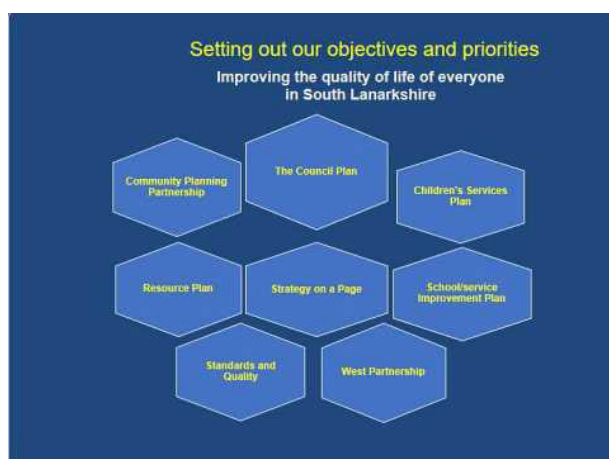 Setting out our objectives and priorities
Improving the quality of life of everyone
in South Lanarkshire
Community Planning
Partnership
The Council Plan
Children's Services
Plan
Resource Plan
Strategy on a Page
School/service
Improvement Plan
Standards and
Quality
West Partnership